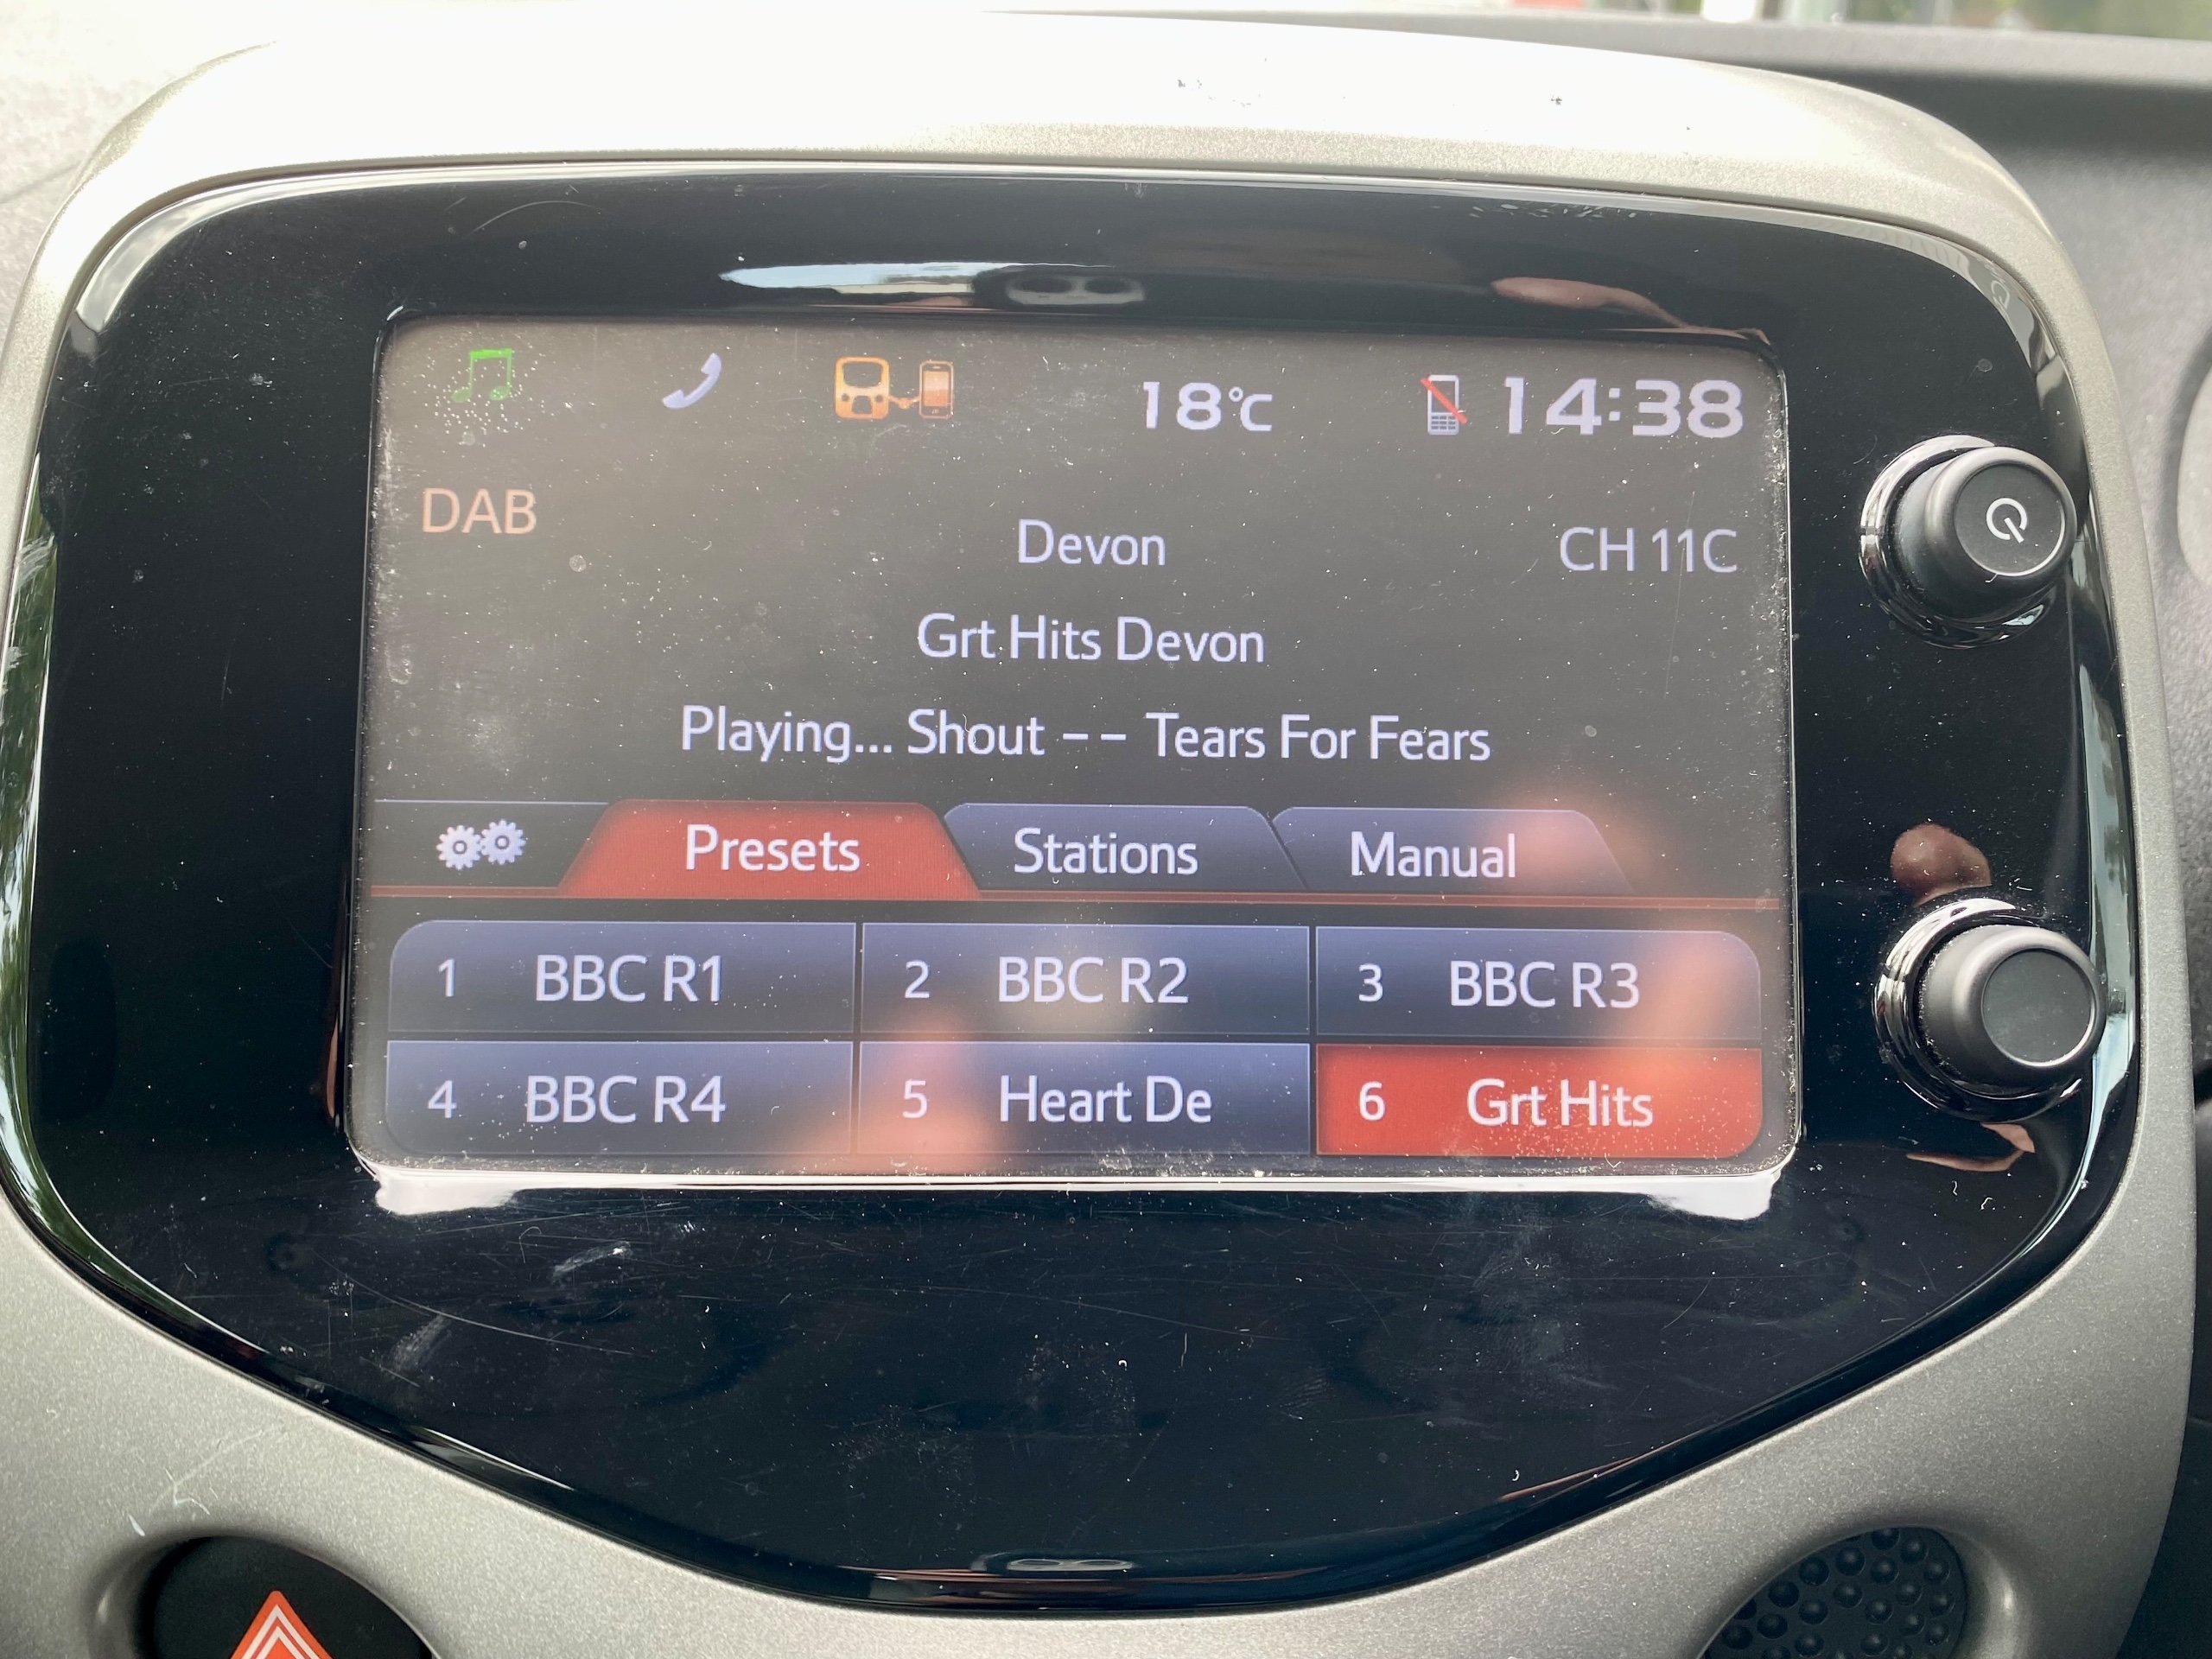 18°C 14:38
DAB
Devon CH 11C
Grt Hits Devon
Playing... Shout -- Tears For Fears
Presets Stations Manual
1 BBC R1 2 BBC R2 3 BBC R3
4 BBC R4 5 Heart De 6 Grt Hits